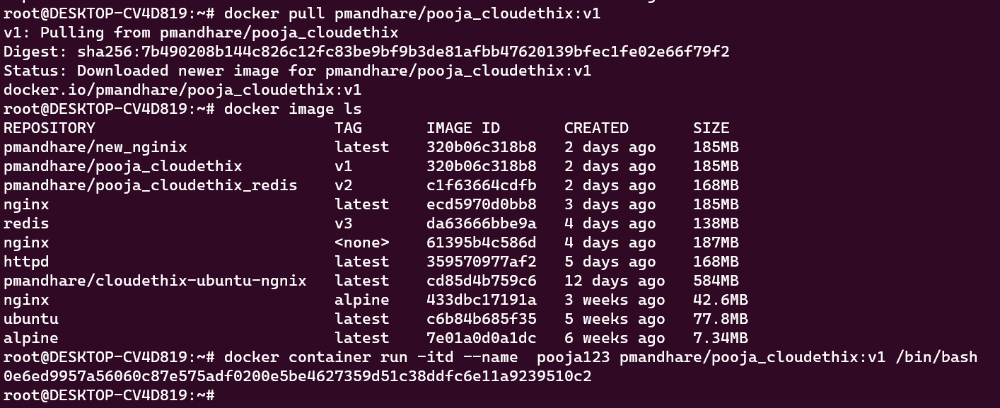 root@DESKTOP-CV4D819:~# docker pull pmandhare/pooja_cloudethix:v1
v1: Pulling from pmandhare/pooja_cloudethix
Digest: sha256:7b490208b144c826c12fc83be9bf9b3de81afbb47620139bfec1fe02e66f79f2
Status: Downloaded newer image for pmandhare/pooja_cloudethix:v1
docker.io/pmandhare/pooja_cloudethix:v1
root@DESKTOP-CV4D819:~# docker image ls
REPOSITORY                          TAG       IMAGE ID       CREATED       SIZE
pmandhare/new_nginix                latest    320b06c318b8   2 days ago    185MB
pmandhare/pooja_cloudethix          v1        320b06c318b8   2 days ago    185MB
pmandhare/pooja_cloudethix_redis    v2        c1f63664cdfb   2 days ago    168MB
nginx                               latest    ecd5970d0bb8   3 days ago    185MB
redis                               v3        da63666bbe9a   4 days ago    138MB
nginx                               <none>    61395b4c586d   4 days ago    187MB
httpd                               latest    359570977af2   5 days ago    168MB
pmandhare/cloudethix-ubuntu-ngnix   latest    cd85d4b759c6   12 days ago   584MB
nginx                               alpine    433dbc17191a   3 weeks ago   42.6MB
ubuntu                              latest    c6b84b685f35   5 weeks ago   77.8MB
alpine                              latest    7e01a0d0a1dc   6 weeks ago   7.34MB
root@DESKTOP-CV4D819:~# docker container run -itd --name  pooja123 pmandhare/pooja_cloudethix:v1 /bin/bash
0e6ed9957a56060c87e575adf0200e5be4627359d51c38ddfc6e11a9239510c2
root@DESKTOP-CV4D819:~#